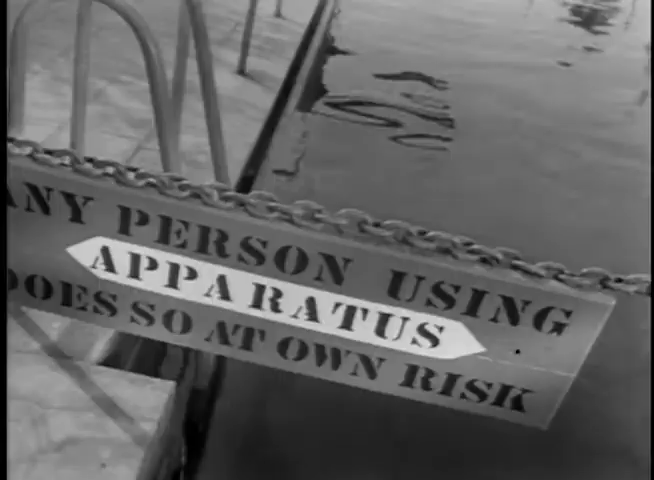 ANY PERSON USING
APPARATUS
DOES SO AT OWN RISK